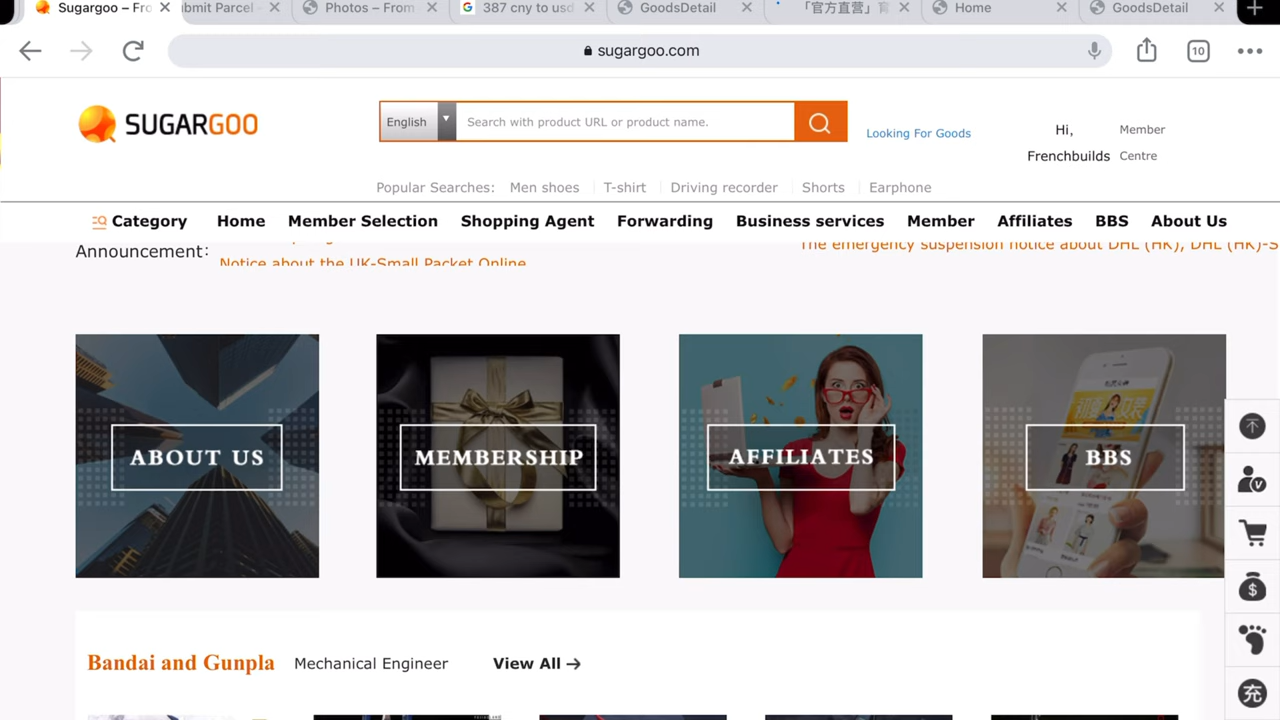 Sugargoo – Fro
ubmit Parcel -
Photos – From
387 cny to usd
GoodsDetail
「官方直营」
Home
GoodsDetail
sugargoo.com
10
SUGARGOO
English
Search with product URL or product name.
Looking For Goods
Hi,
Frenchbuilds
Member
Centre
Popular Searches: Men shoes T-shirt Driving recorder Shorts Earphone
Category Home Member Selection Shopping Agent Forwarding Business services Member Affiliates BBS About Us
Announcement:
Notice about the UK-Small Packet Online
The emergency suspension notice about DHL (HK), DHL (HK)-S
ABOUT US
MEMBERSHIP
AFFILIATES
BBS
Bandai and Gunpla Mechanical Engineer View All →
充